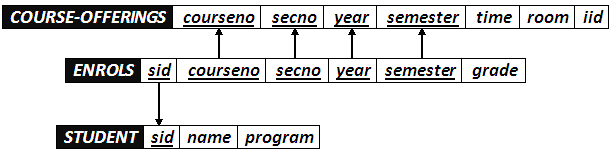 COURSE-OFFERINGS courseno secno year semester time room iid
ENROLS sid courseno secno year semester grade
STUDENT sid name program